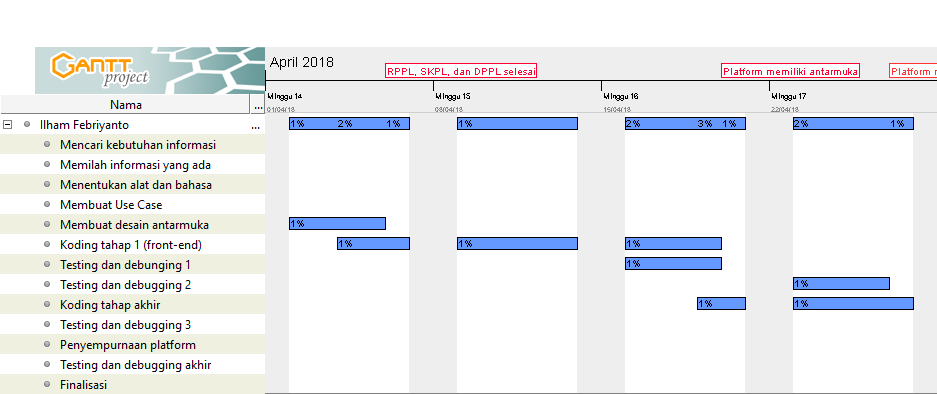 GANTT
project
April 2018
RPPL, SKPL, dan DPPL selesai
Platform memiliki antarmuka
Platform m
Nama
...
MInggu 14
MInggu 15
MInggu 16
MInggu 17
01/04/18
08/04/18
15/04/18
22/04/18
Ilham Febriyanto
...
1% 2% 1% 1% 2% 3% 1% 2% 1%
Mencari kebutuhan informasi
Memilah informasi yang ada
Menentukan alat dan bahasa
Membuat Use Case
Membuat desain antarmuka 1%
Koding tahap 1 (front-end) 1% 1% 1%
Testing dan debunging 1 1%
Testing dan debugging 2 1%
Koding tahap akhir 1% 1%
Testing dan debugging 3
Penyempurnaan platform
Testing dan debugging akhir
Finalisasi